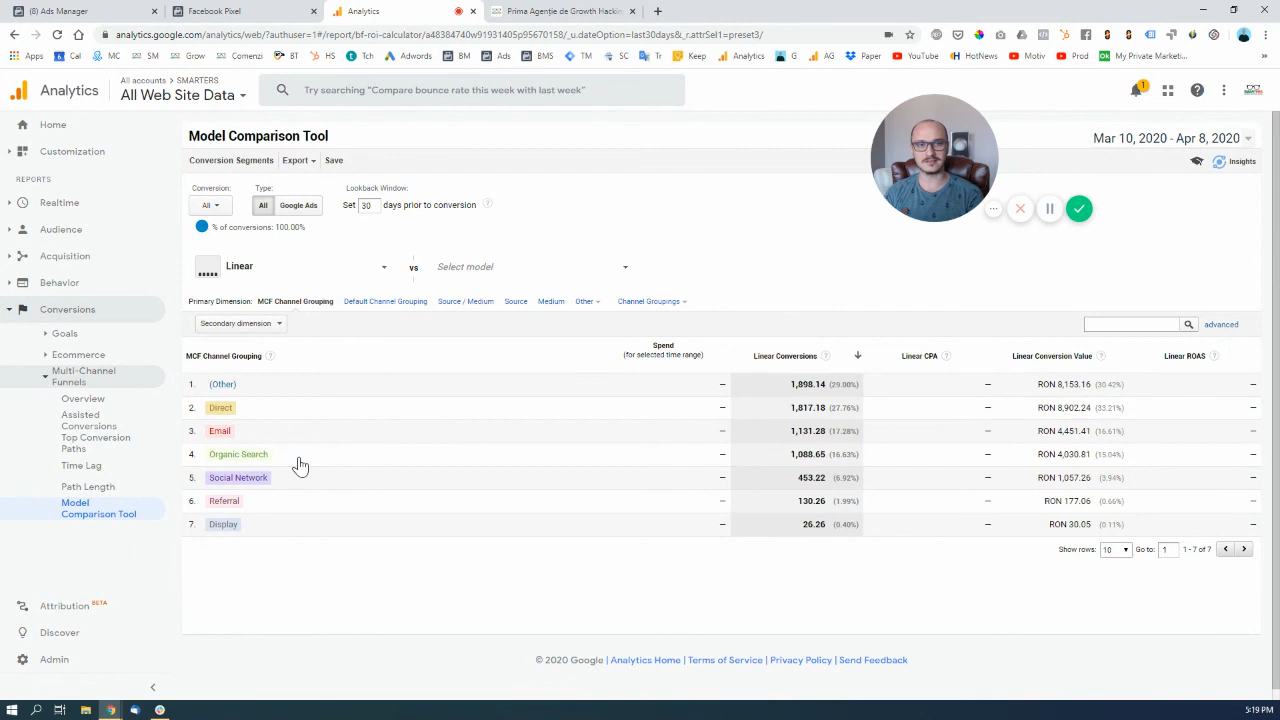 (8) Ads Manager
Facebook Pixel
Analytics
Prima Agenție de Growth Hackin
analytics.google.com/analytics/web/?authuser=1#/report/bf-roi-calculator/a48384740w91931405p95670158/_u.dateOption=last30days&_r.attrSel1=preset3/
Apps Cal MC SM Grow Comenzi BT HS Tch Adwords BM Ads BMS TM SC Tr Keep A G AG Paper YouTube HotNews Motiv Prod My Private Marketi...
Analytics
All accounts > SMARTERS
All Web Site Data
Try searching "Compare bounce rate this week with last week"
1
Home
Customization
REPORTS
Realtime
Audience
Acquisition
Behavior
Conversions
Goals
Ecommerce
Multi-Channel
Funnels
Overview
Assisted
Conversions
Top Conversion
Paths
Time Lag
Path Length
Model
Comparison Tool
Attribution BETA
Discover
Admin
Model Comparison Tool
Mar 10, 2020 - Apr 8, 2020
Conversion Segments Export Save
Insights
Conversion: Type: Lookback Window:
All All Google Ads Set 30 days prior to conversion
% of conversions: 100.00%
Linear vs Select model
Primary Dimension: MCF Channel Grouping Default Channel Grouping Source / Medium Source Medium Other Channel Groupings
Secondary dimension
advanced
MCF Channel Grouping Spend Linear Conversions Linear CPA Linear Conversion Value Linear ROAS
(for selected time range)
1. (Other) – 1,898.14 (29.00%) – RON 8,153.16 (30.42%) –
2. Direct – 1,817.18 (27.76%) – RON 8,902.24 (33.21%) –
3. Email – 1,131.28 (17.28%) – RON 4,451.41 (16.61%) –
4. Organic Search – 1,088.65 (16.63%) – RON 4,030.81 (15.04%) –
5. Social Network – 453.22 (6.92%) – RON 1,057.26 (3.94%) –
6. Referral – 130.26 (1.99%) – RON 177.06 (0.66%) –
7. Display – 26.26 (0.40%) – RON 30.05 (0.11%) –
Show rows: 10 Go to: 1 1 - 7 of 7
© 2020 Google | Analytics Home | Terms of Service | Privacy Policy | Send Feedback
5:19 PM